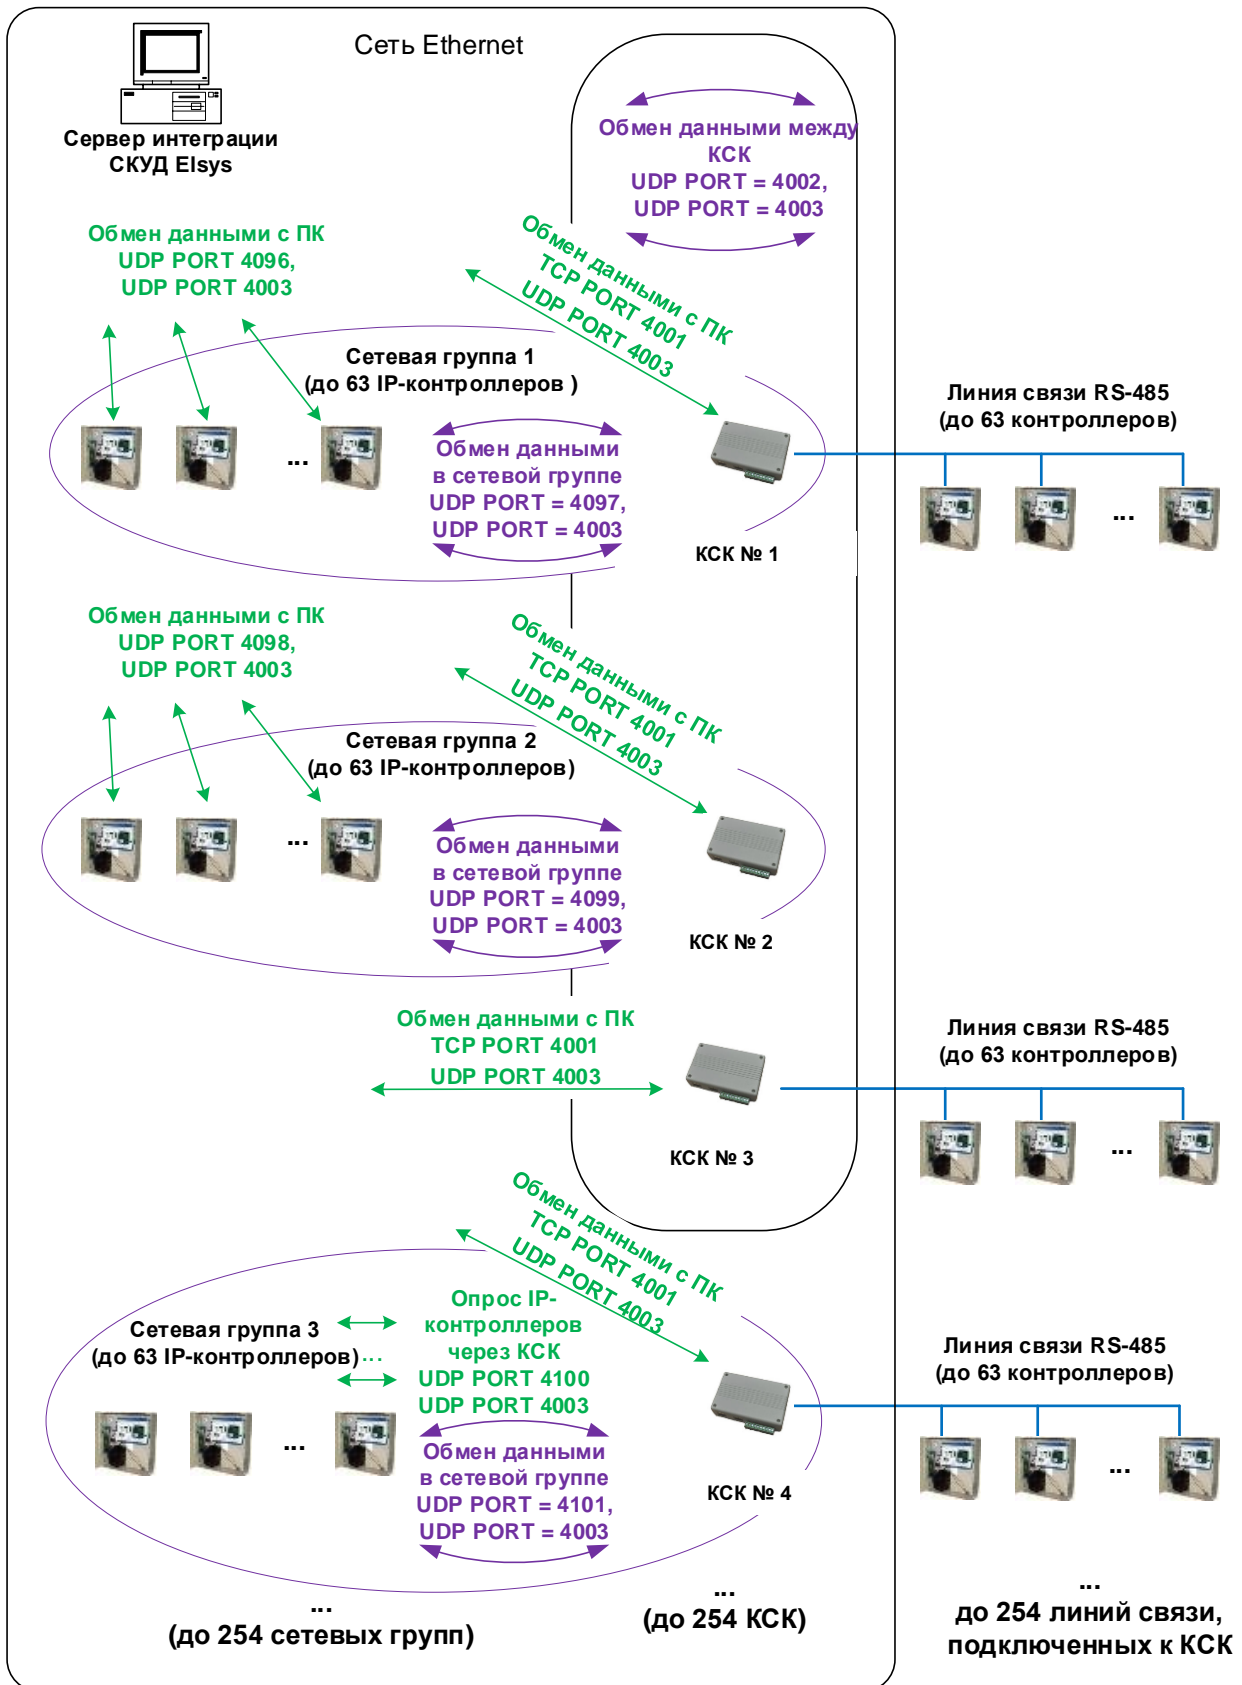 Сеть Ethernet
Сервер интеграции
СКУД Elsys
Обмен данными между
КСК
UDP PORT = 4002,
UDP PORT = 4003
Обмен данными с ПК
UDP PORT 4096,
UDP PORT 4003
Обмен данными с ПК
TCP PORT 4001
UDP PORT 4003
Сетевая группа 1
(до 63 IP-контроллеров )
...
Обмен данными
в сетевой группе
UDP PORT = 4097,
UDP PORT = 4003
КСК № 1
Линия связи RS-485
(до 63 контроллеров)
...
Обмен данными с ПК
UDP PORT 4098,
UDP PORT 4003
Обмен данными с ПК
TCP PORT 4001
UDP PORT 4003
Сетевая группа 2
(до 63 IP-контроллеров)
...
Обмен данными
в сетевой группе
UDP PORT = 4099,
UDP PORT = 4003
КСК № 2
Обмен данными с ПК
TCP PORT 4001
UDP PORT 4003
КСК № 3
Линия связи RS-485
(до 63 контроллеров)
...
Обмен данными с ПК
TCP PORT 4001
UDP PORT 4003
Сетевая группа 3
(до 63 IP-контроллеров)
...
Опрос IP-
контроллеров
через КСК
UDP PORT 4100
UDP PORT 4003
...
Обмен данными
в сетевой группе
UDP PORT = 4101,
UDP PORT = 4003
КСК № 4
Линия связи RS-485
(до 63 контроллеров)
...
...
(до 254 сетевых групп)
...
(до 254 КСК)
...
до 254 линий связи,
подключенных к КСК